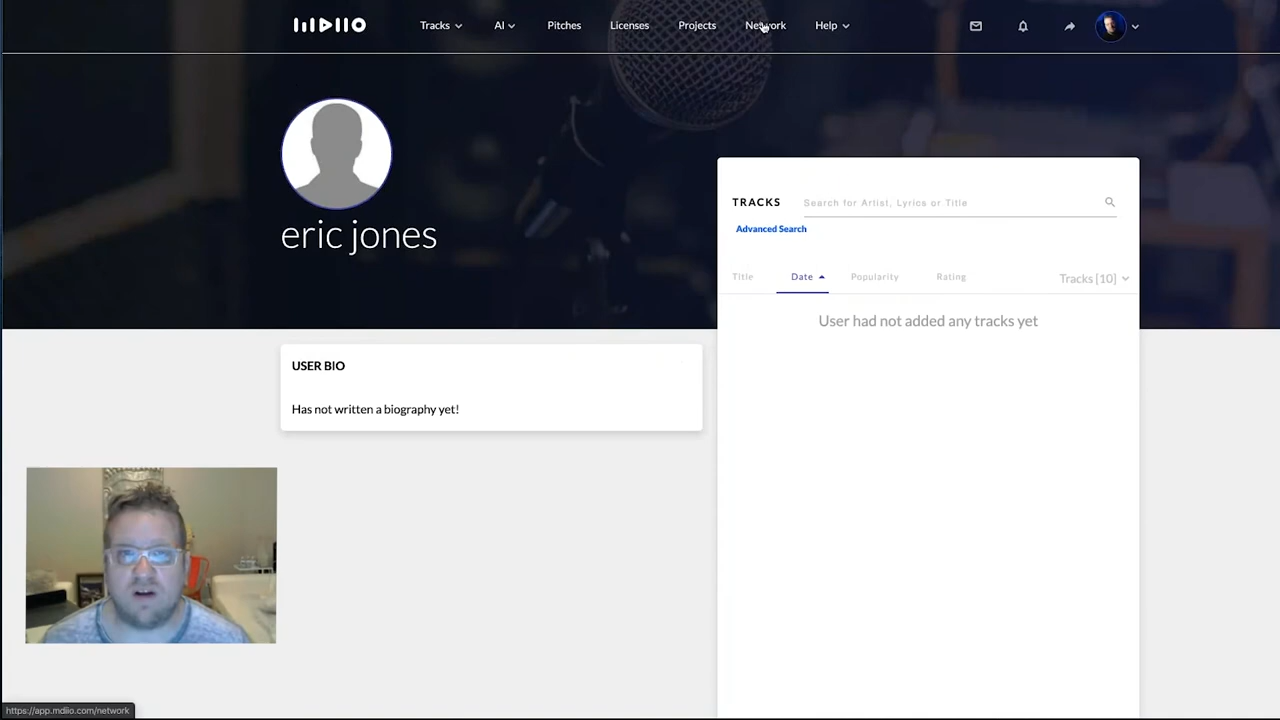 mdiio
Tracks
AI
Pitches
Licenses
Projects
Network
Help
eric jones
TRACKS
Search for Artist, Lyrics or Title
Advanced Search
Title
Date
Popularity
Rating
Tracks [10]
User had not added any tracks yet
USER BIO
Has not written a biography yet!
https://app.mdiio.com/network